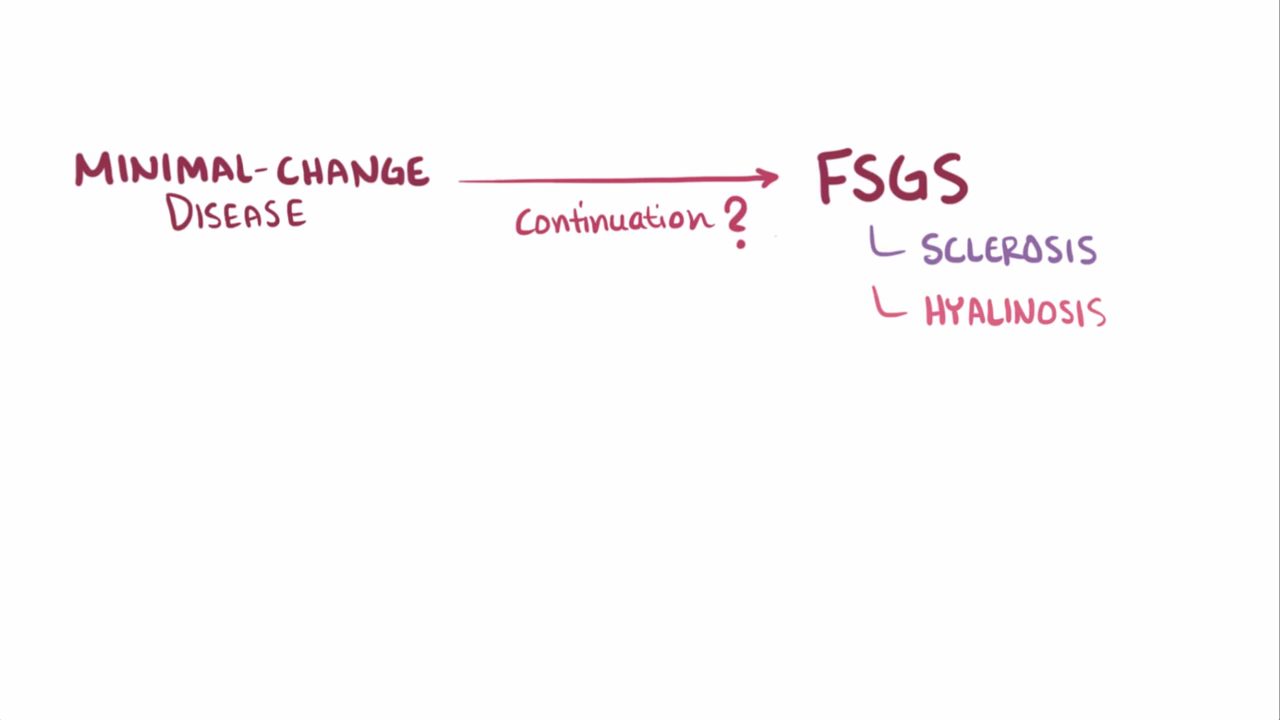 MINIMAL-CHANGE
DISEASE
Continuation ?
FSGS
SCLEROSIS
HYALINOSIS